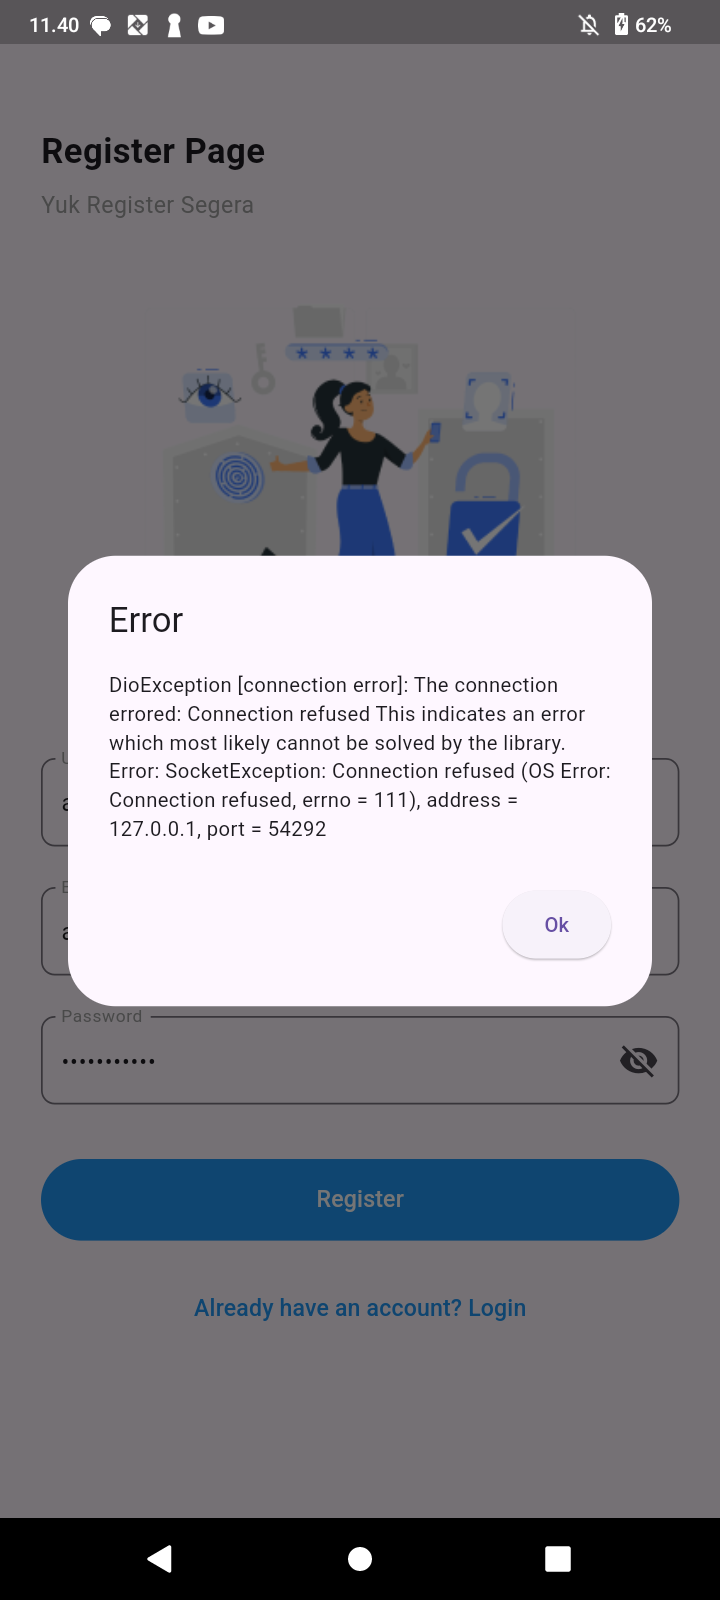 11.40
62%
Register Page
Yuk Register Segera
Error
DioException [connection error]: The connection
errored: Connection refused This indicates an error
which most likely cannot be solved by the library.
Error: SocketException: Connection refused (OS Error:
Connection refused, errno = 111), address =
127.0.0.1, port = 54292
Ok
Password
Register
Already have an account? Login